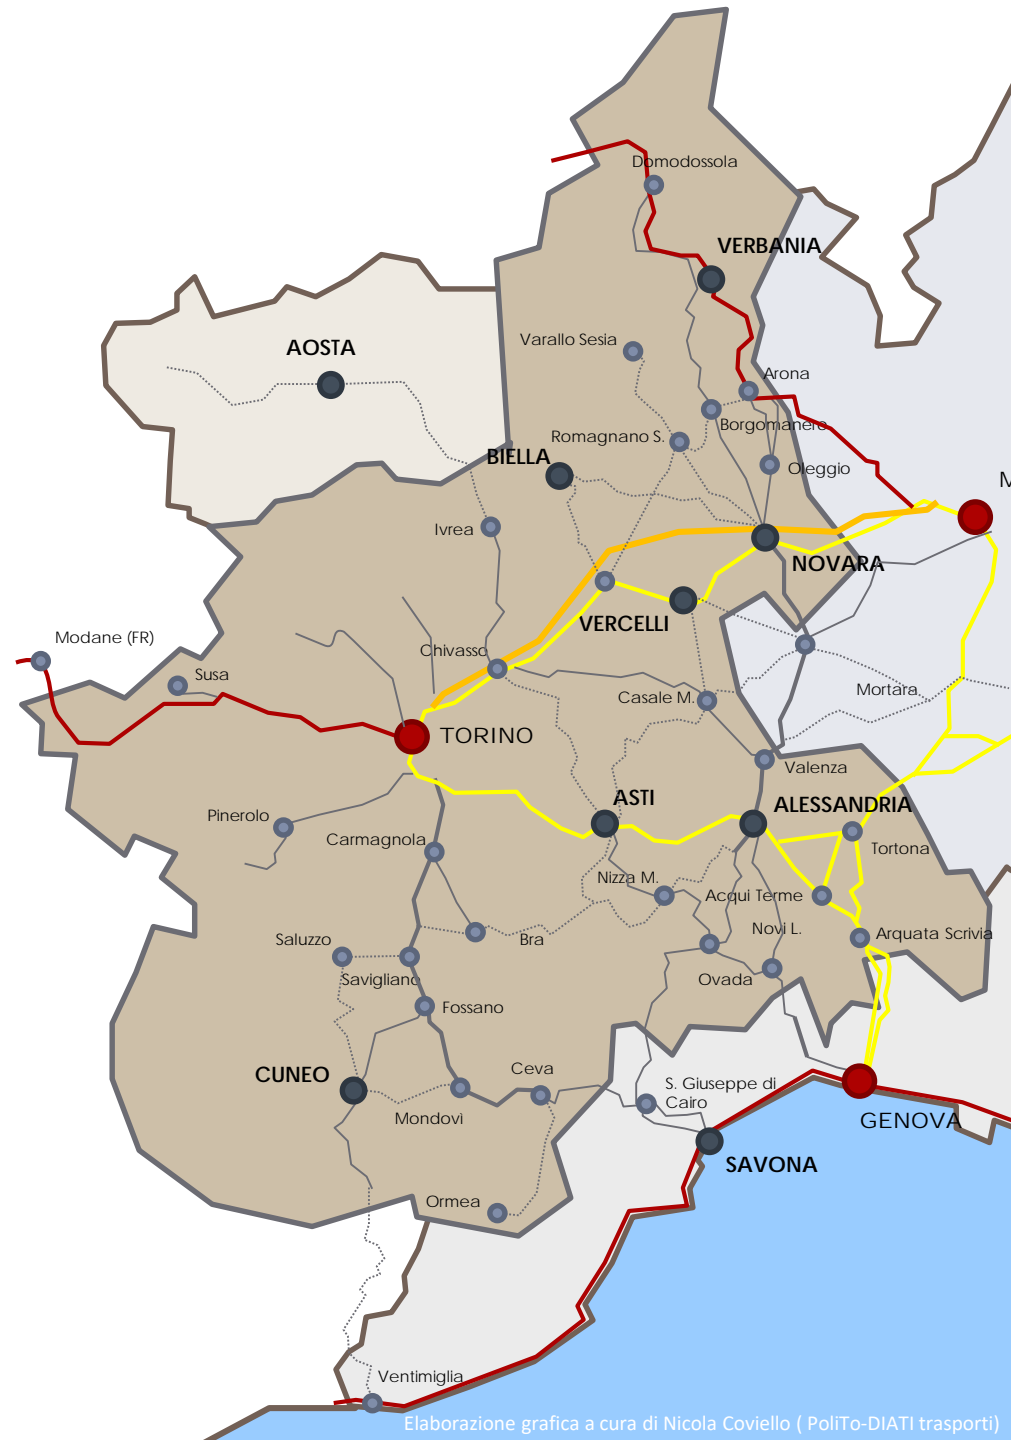 Domodossola
VERBANIA
Varallo Sesia
AOSTA
Arona
Borgomanero
Romagnano S.
BIELLA
Oleggio
M
Ivrea
NOVARA
VERCELLI
Modane (FR)
Chivasso
Susa
Casale M.
Mortara
TORINO
Valenza
ASTI
ALESSANDRIA
Pinerolo
Carmagnola
Tortona
Nizza M.
Acqui Terme
Novi L.
Saluzzo
Bra
Arquata Scrivia
Savigliano
Ovada
Fossano
CUNEO
Ceva
S. Giuseppe di
Cairo
Mondovì
GENOVA
SAVONA
Ormea
Ventimiglia
Elaborazione grafica a cura di Nicola Coviello ( PoliTo-DIATI trasporti)